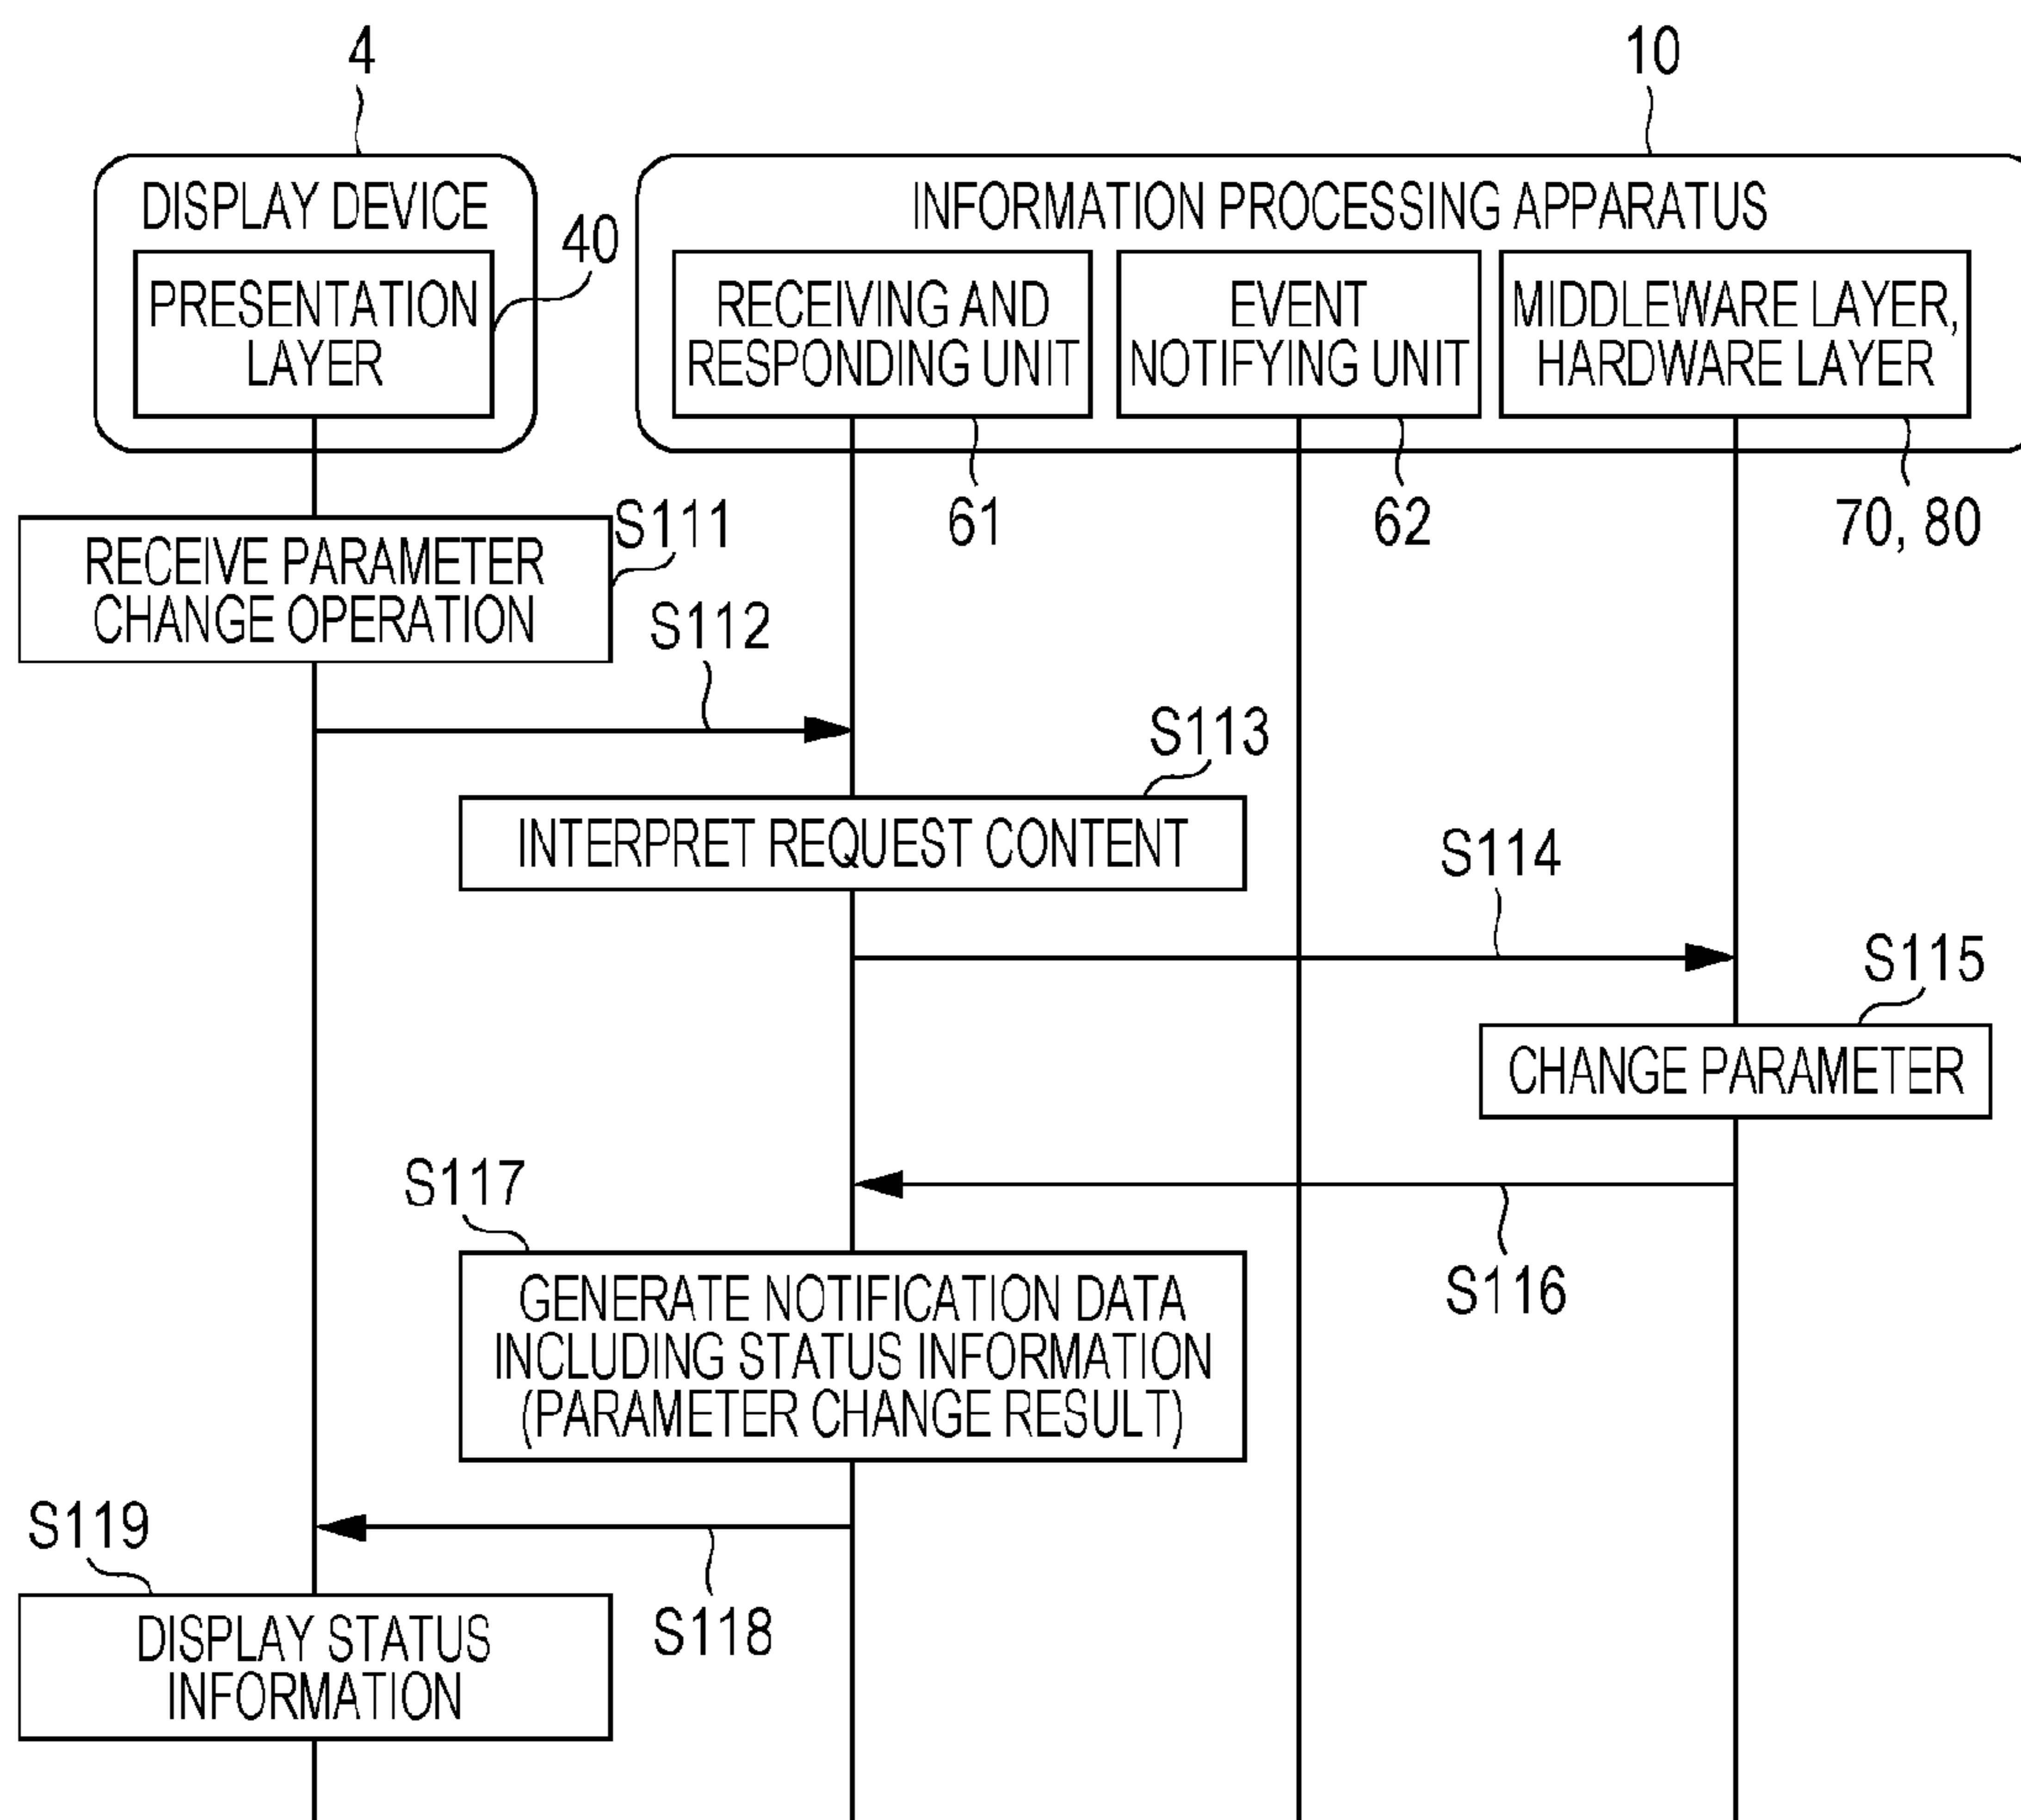 4
10
DISPLAY DEVICE
INFORMATION PROCESSING APPARATUS
40
PRESENTATION
LAYER
RECEIVING AND
RESPONDING UNIT
EVENT
NOTIFYING UNIT
MIDDLEWARE LAYER,
HARDWARE LAYER
61
62
70, 80
S111
RECEIVE PARAMETER
CHANGE OPERATION
S112
S113
INTERPRET REQUEST CONTENT
S114
S115
CHANGE PARAMETER
S116
S117
GENERATE NOTIFICATION DATA
INCLUDING STATUS INFORMATION
(PARAMETER CHANGE RESULT)
S118
S119
DISPLAY STATUS
INFORMATION